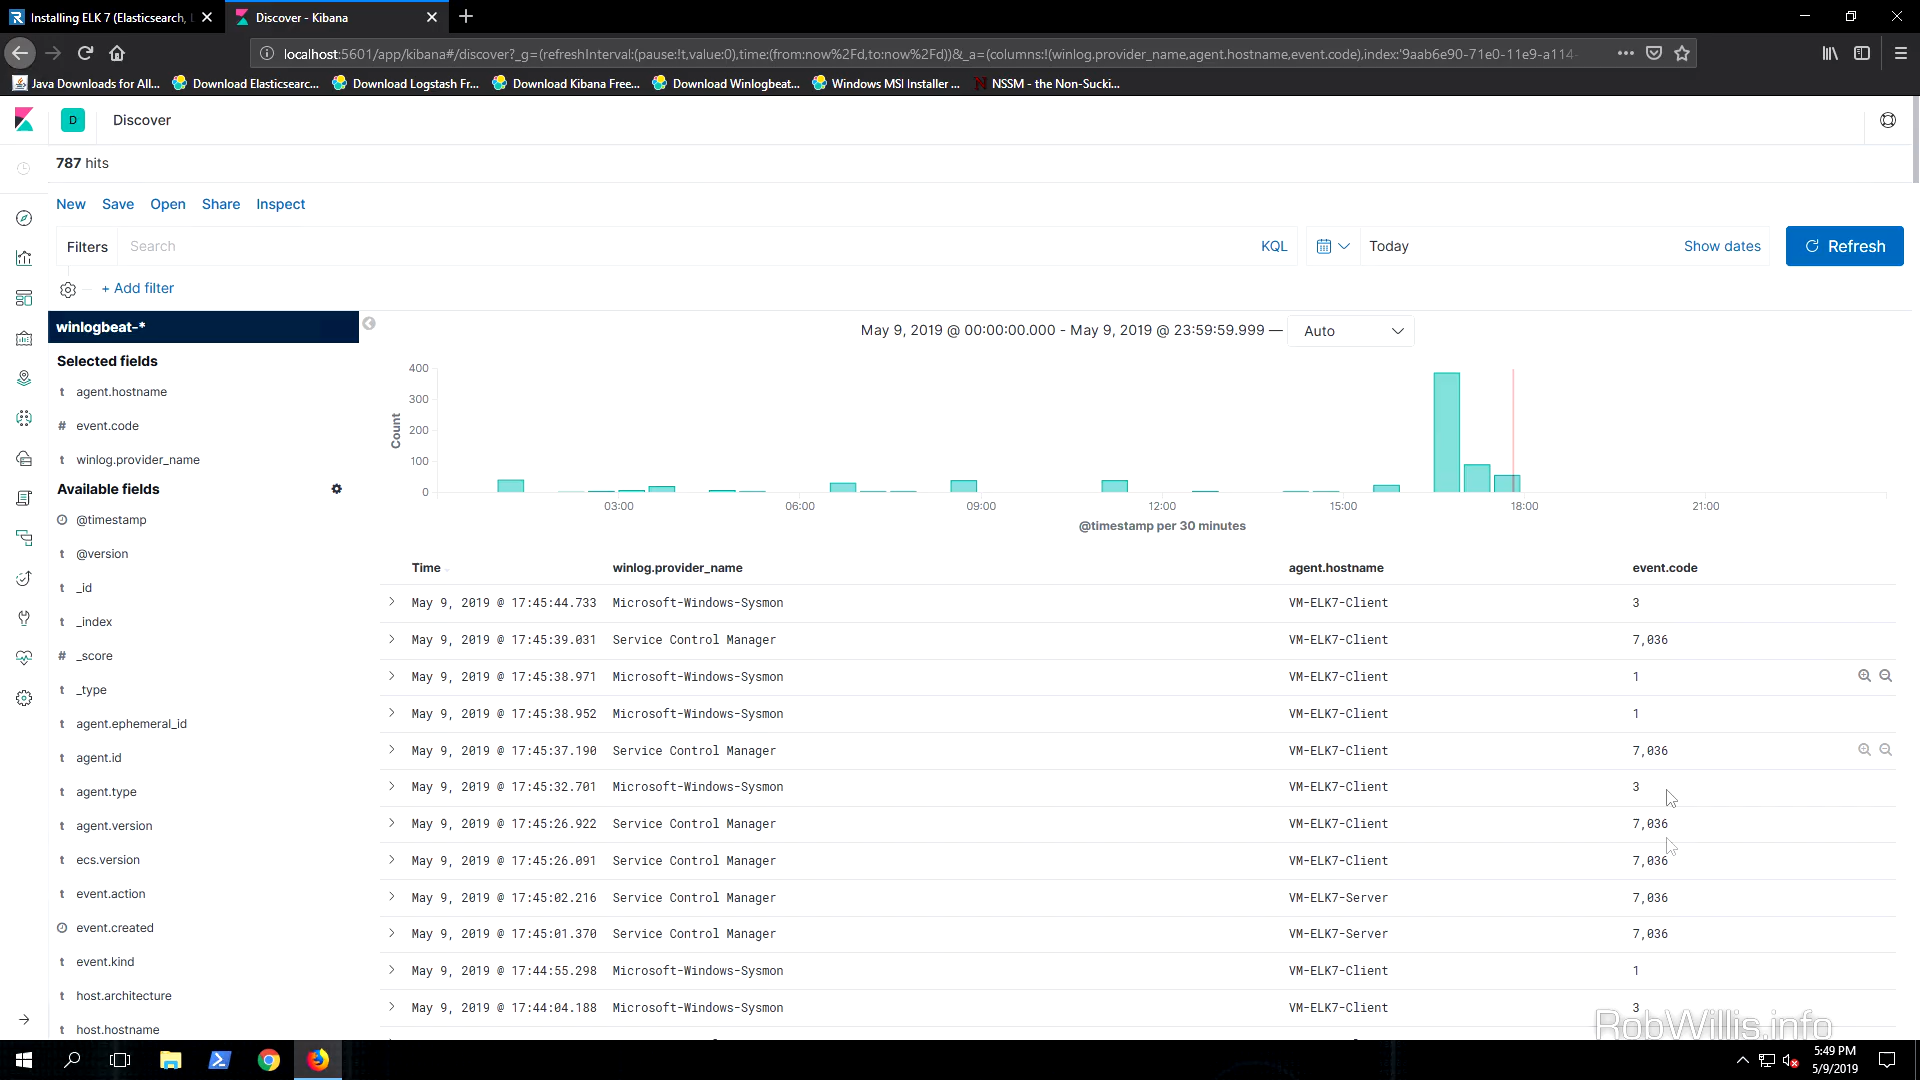 Installing ELK 7 (Elasticsearch,
Discover - Kibana
localhost:5601/app/kibana#/discover?_g=(refreshInterval:(pause:!t,value:0),time:(from:now%2Fd,to:now%2Fd))&_a=(columns:!(winlog.provider_name,agent.hostname,event.code),index:'9aab6e90-71e0-11e9-a114-
Java Downloads for All...
Download Elasticsearc...
Download Logstash Fr...
Download Kibana Free...
Download Winlogbeat...
Windows MSI Installer ...
NSSM - the Non-Sucki...
D
Discover
787 hits
New Save Open Share Inspect
Filters Search KQL Today Show dates Refresh
+ Add filter
winlogbeat-*
May 9, 2019 @ 00:00:00.000 - May 9, 2019 @ 23:59:59.999 — Auto
Selected fields
t agent.hostname
# event.code
t winlog.provider_name
Available fields
@timestamp
t @version
t _id
t _index
# _score
t _type
t agent.ephemeral_id
t agent.id
t agent.type
t agent.version
t ecs.version
t event.action
event.created
t event.kind
t host.architecture
t host.hostname
Count
400
300
200
100
0
03:00 06:00 09:00 12:00 15:00 18:00 21:00
@timestamp per 30 minutes
Time winlog.provider_name agent.hostname event.code
May 9, 2019 @ 17:45:44.733 Microsoft-Windows-Sysmon VM-ELK7-Client 3
May 9, 2019 @ 17:45:39.031 Service Control Manager VM-ELK7-Client 7,036
May 9, 2019 @ 17:45:38.971 Microsoft-Windows-Sysmon VM-ELK7-Client 1
May 9, 2019 @ 17:45:38.952 Microsoft-Windows-Sysmon VM-ELK7-Client 1
May 9, 2019 @ 17:45:37.190 Service Control Manager VM-ELK7-Client 7,036
May 9, 2019 @ 17:45:32.701 Microsoft-Windows-Sysmon VM-ELK7-Client 3
May 9, 2019 @ 17:45:26.922 Service Control Manager VM-ELK7-Client 7,036
May 9, 2019 @ 17:45:26.091 Service Control Manager VM-ELK7-Client 7,036
May 9, 2019 @ 17:45:02.216 Service Control Manager VM-ELK7-Server 7,036
May 9, 2019 @ 17:45:01.370 Service Control Manager VM-ELK7-Server 7,036
May 9, 2019 @ 17:44:55.298 Microsoft-Windows-Sysmon VM-ELK7-Client 1
May 9, 2019 @ 17:44:04.188 Microsoft-Windows-Sysmon VM-ELK7-Client 3
RobWillis.info
5:49 PM
5/9/2019